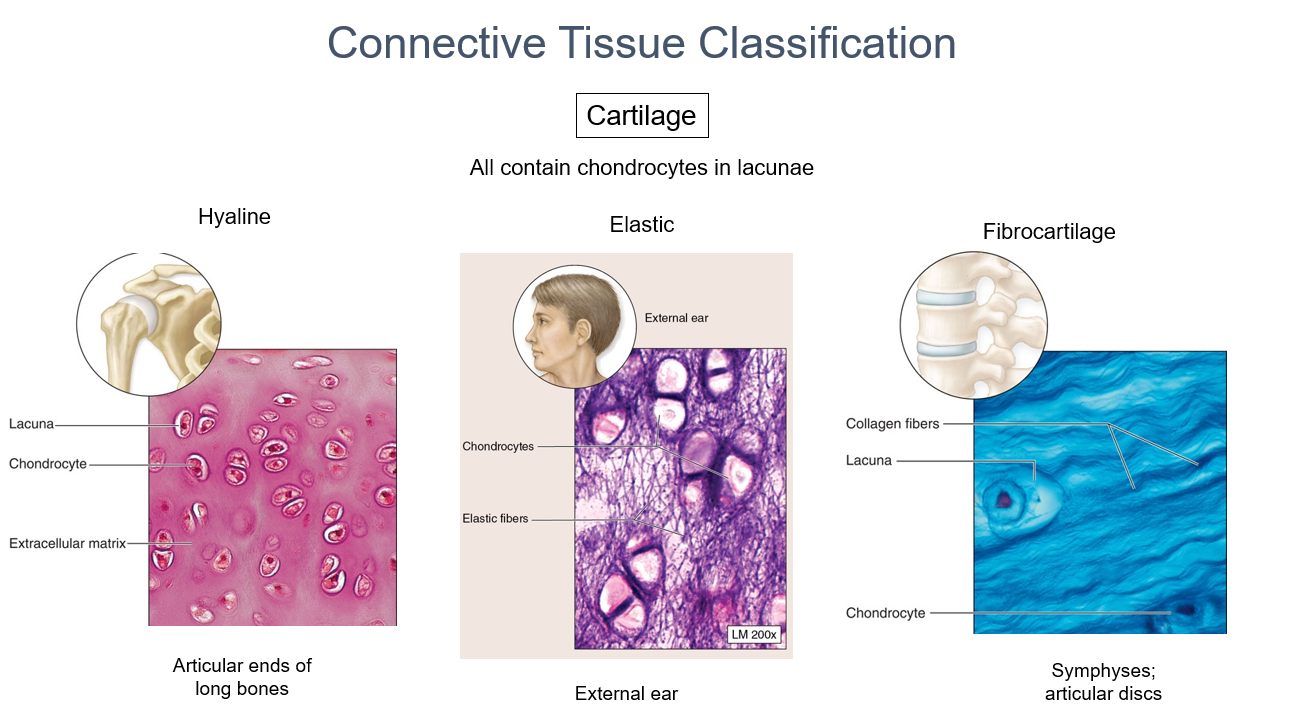 Connective Tissue Classification
Cartilage
All contain chondrocytes in lacunae
Hyaline
Lacuna
Chondrocyte
Extracellular matrix
Articular ends of
long bones
Elastic
External ear
Chondrocytes
Elastic fibers
LM 200x
External ear
Fibrocartilage
Collagen fibers
Lacuna
Chondrocyte
Symphyses;
articular discs